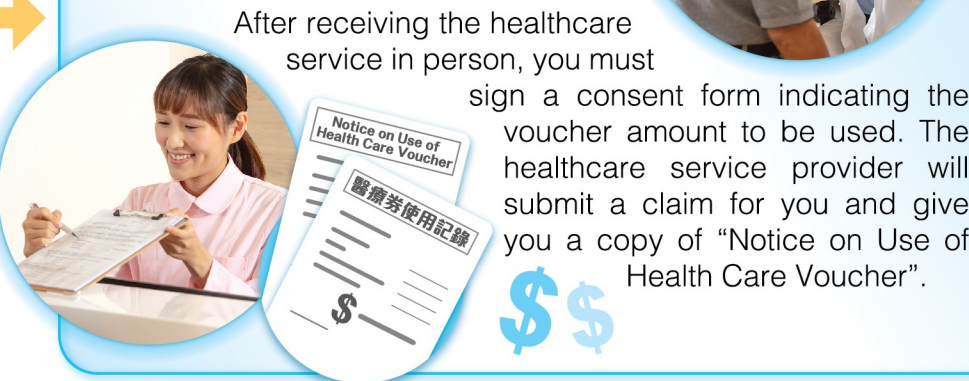 After receiving the healthcare
service in person, you must
sign a consent form indicating the
voucher amount to be used. The
healthcare service provider will
submit a claim for you and give
you a copy of “Notice on Use of
Health Care Voucher”.
Notice on Use of
Health Care Voucher
醫療券使用記錄
$
$ $